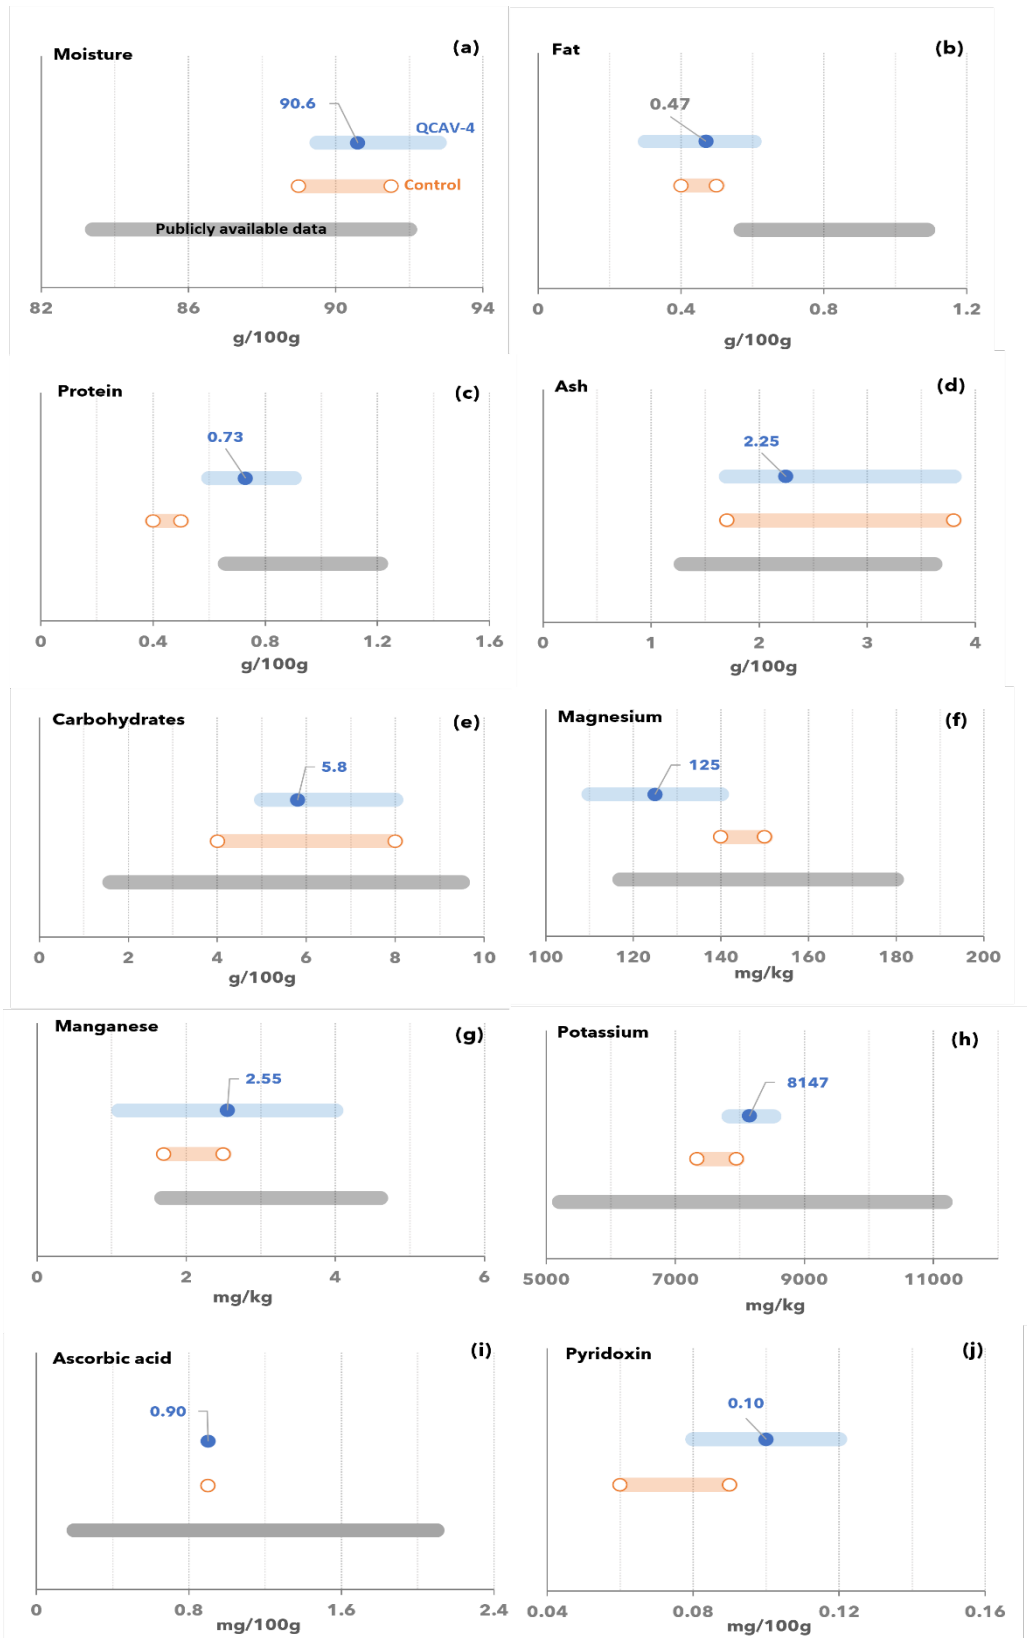 Moisture (a)
90.6
QCAV-4
Control
Publicly available data
82 86 90 94
g/100g
Fat (b)
0.47
0 0.4 0.8 1.2
g/100g
Protein (c)
0.73
0 0.4 0.8 1.2 1.6
g/100g
Ash (d)
2.25
0 1 2 3 4
g/100g
Carbohydrates (e)
5.8
0 2 4 6 8 10
g/100g
Magnesium (f)
125
100 120 140 160 180 200
mg/kg
Manganese (g)
2.55
0 2 4 6
mg/kg
Potassium (h)
8147
5000 7000 9000 11000
mg/kg
Ascorbic acid (i)
0.90
0 0.8 1.6 2.4
mg/100g
Pyridoxin (j)
0.10
0.04 0.08 0.12 0.16
mg/100g